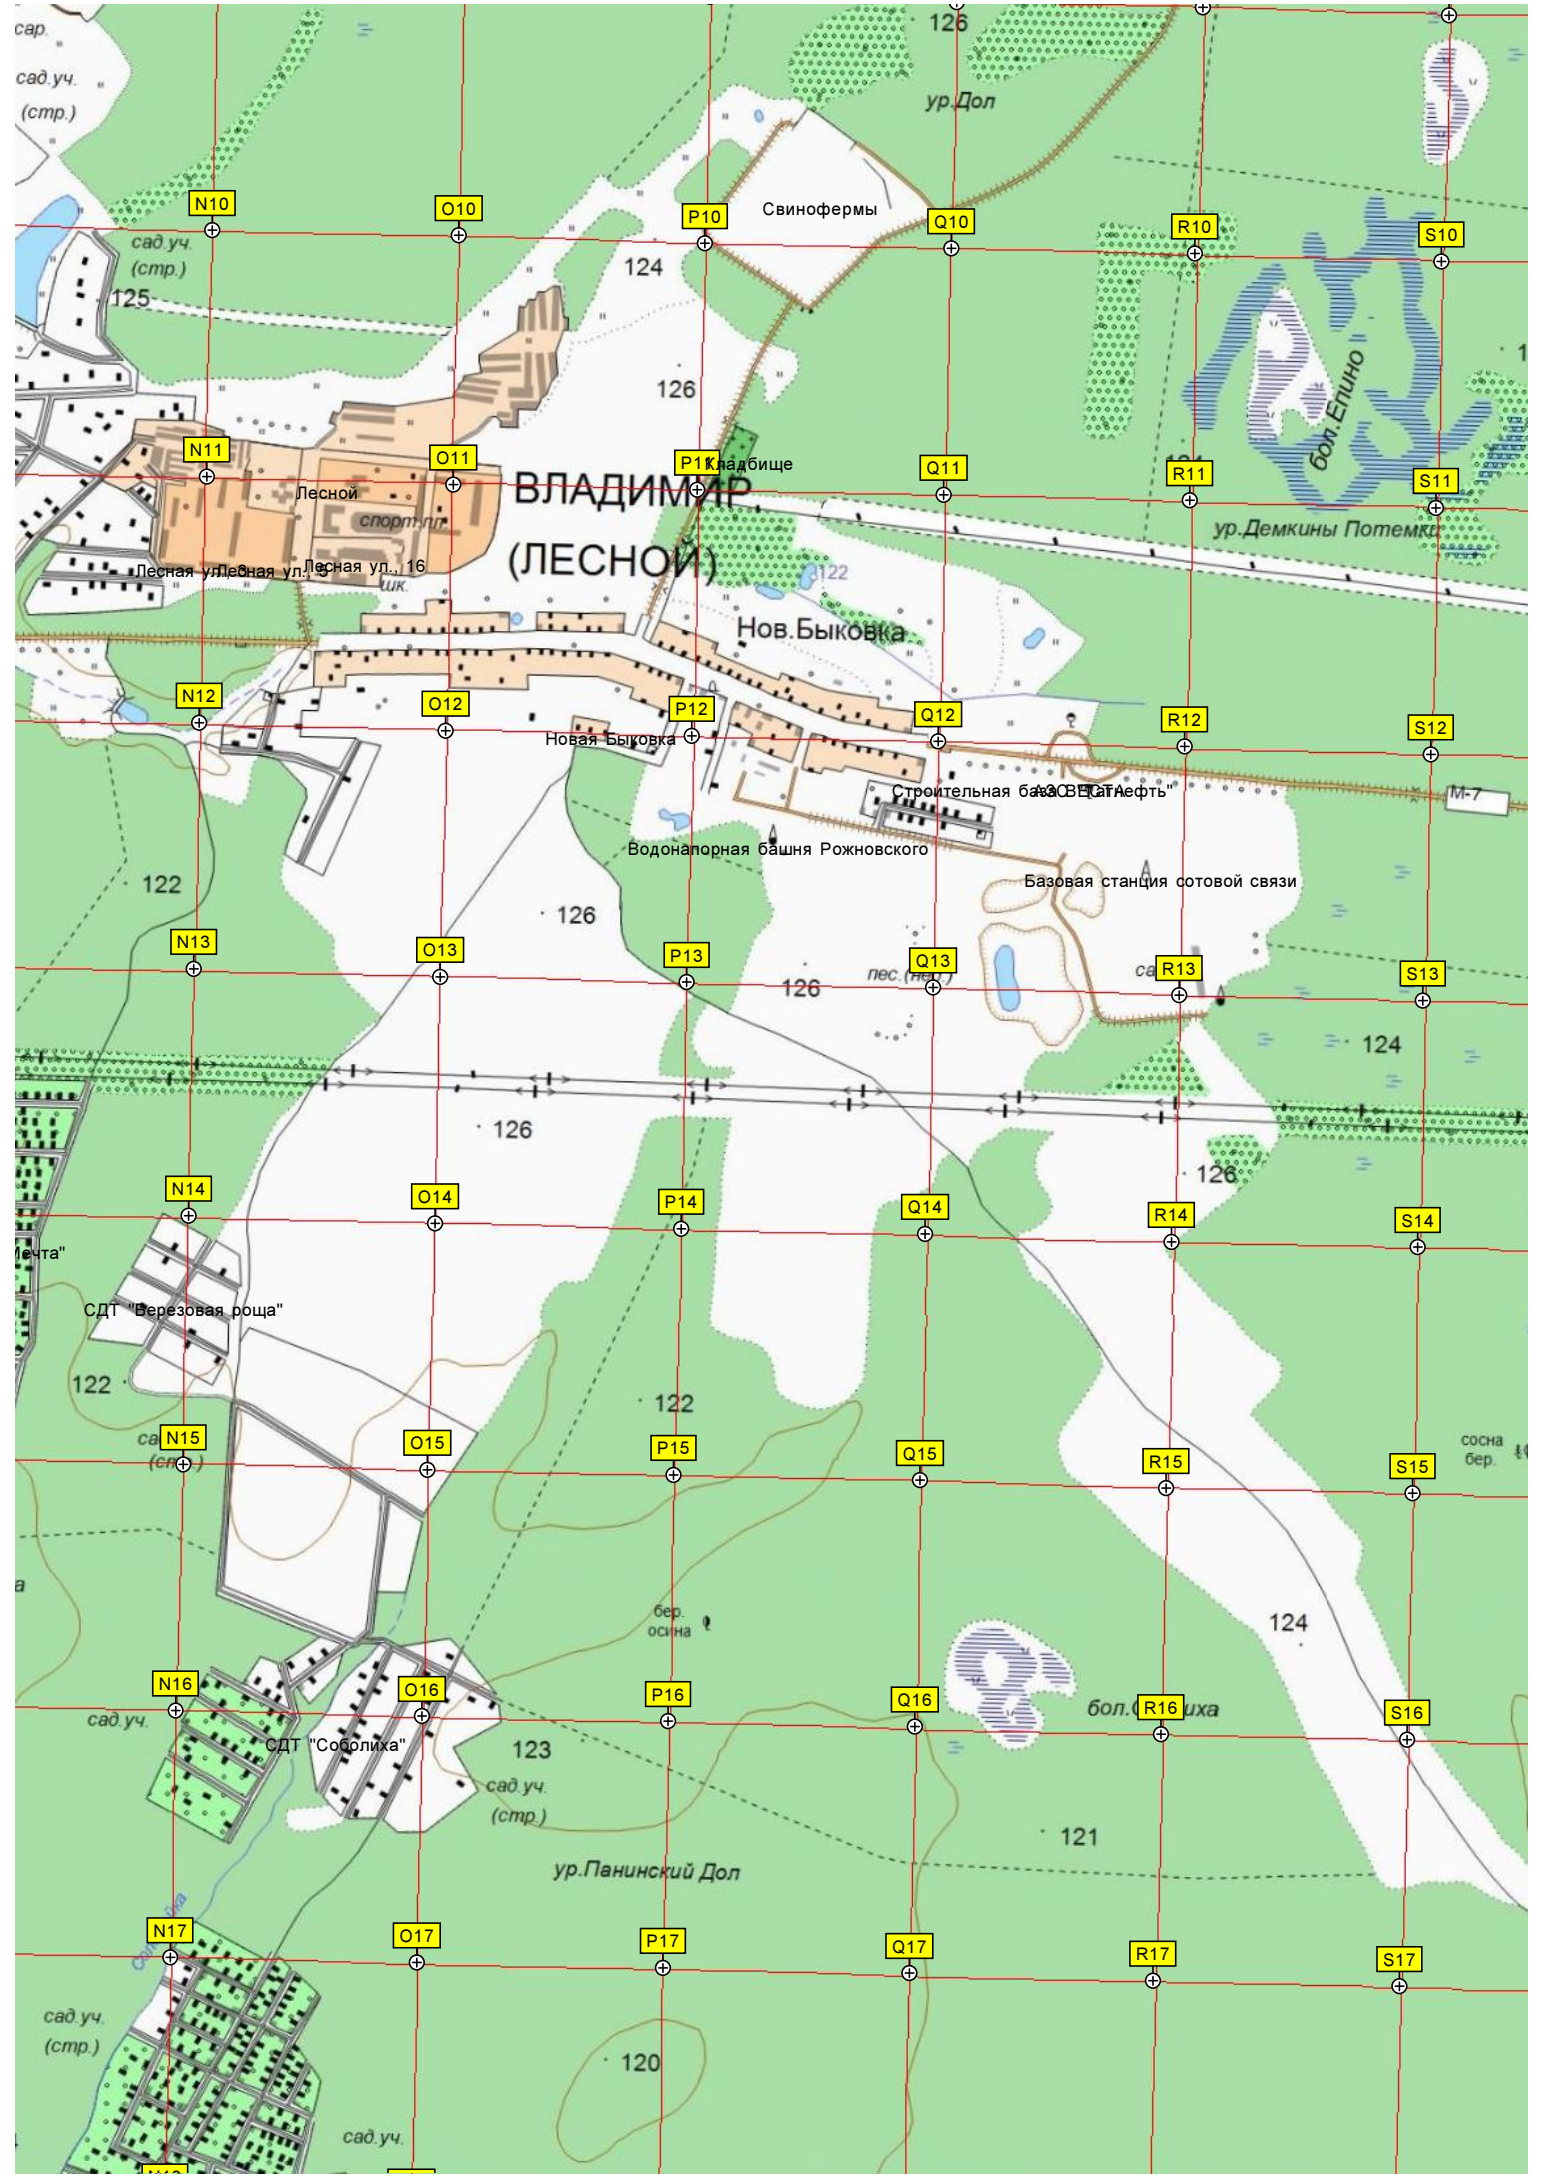 сар.
126
сад.уч.
(стр.)
ур.Дол
N10
O10
P10
Свинофермы
Q10
R10
S10
сад.уч.
(стр.)
124
125
126
бол.Епино
N11
O11
P11
Кладбище
Q11
R11
S11
Лесной
ВЛАДИМИР
спорт.пл.
ур.Демкины Потемки
(ЛЕСНОЙ)
Лесная ул., 16
шк.
122
Нов.Быковка
N12
O12
P12
Q12
R12
S12
Новая Быковка
Строительная база
М-7
Водонапорная башня Рожновского
122
Базовая станция сотовой связи
126
N13
O13
P13
Q13
R13
S13
126
пес.(нер.)
124
126
126
N14
O14
P14
Q14
R14
S14
СДТ "Березовая роща"
122
122
N15
O15
P15
Q15
R15
S15
сосна
бер.
бер.
осина
124
N16
O16
P16
Q16
R16
S16
сад.уч.
СДТ "Соболиха"
123
сад.уч.
(стр.)
121
ур.Панинский Дол
N17
O17
P17
Q17
R17
S17
сад.уч.
(стр.)
120
сад.уч.